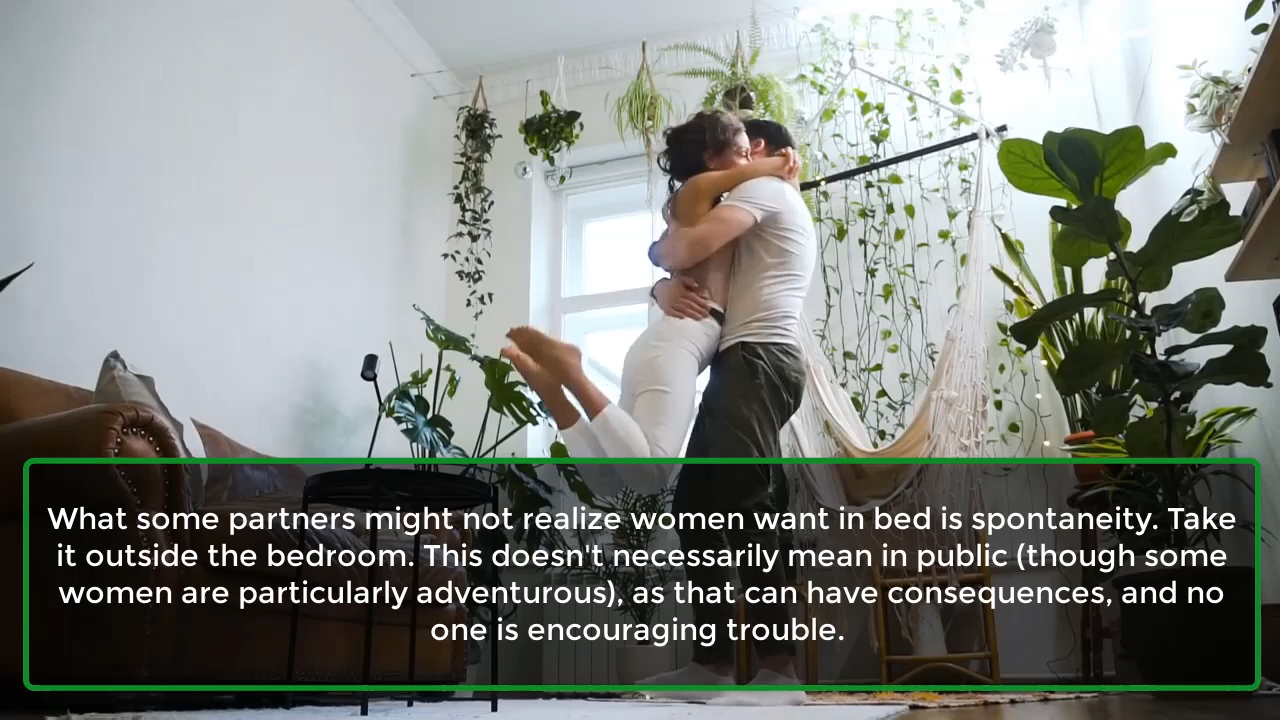 What some partners might not realize women want in bed is spontaneity. Take
it outside the bedroom. This doesn't necessarily mean in public (though some
women are particularly adventurous), as that can have consequences, and no
one is encouraging trouble.